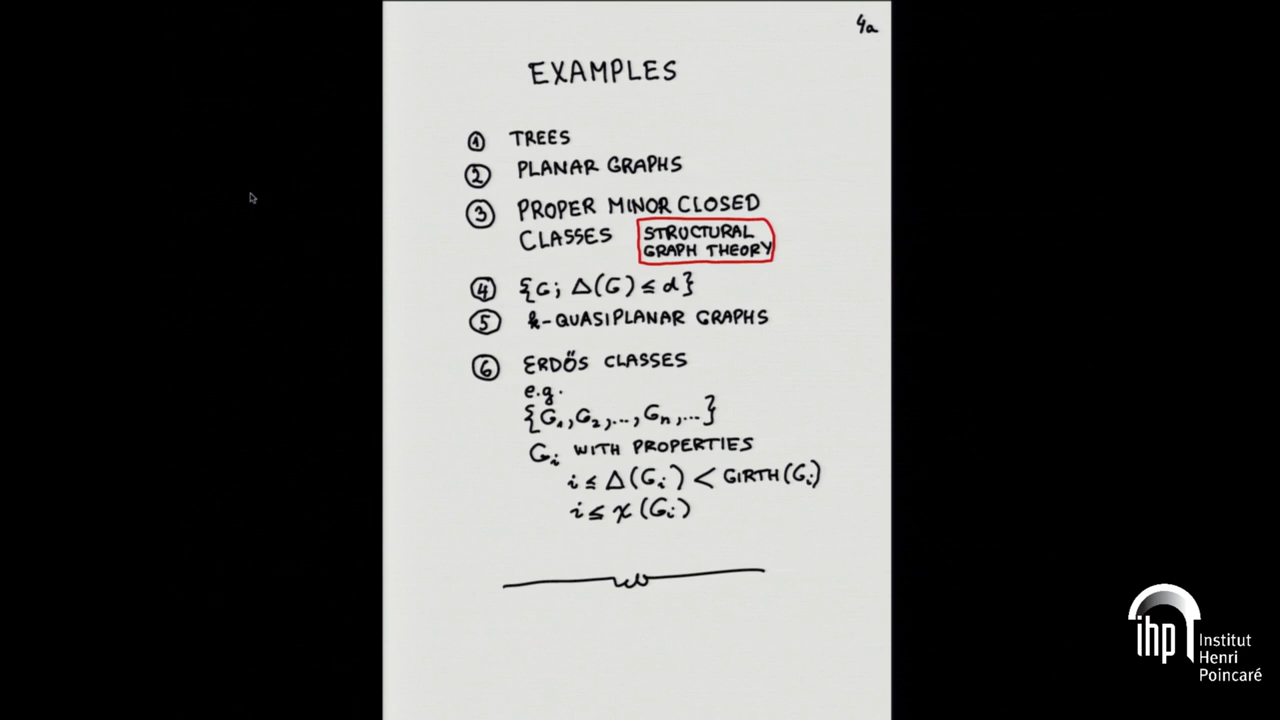 4a
EXAMPLES
① TREES
② PLANAR GRAPHS
③ PROPER MINOR CLOSED
CLASSES
STRUCTURAL
GRAPH THEORY
④ {G; Δ(G) ≤ d}
⑤ k-QUASIPLANAR GRAPHS
⑥ ERDŐS CLASSES
e.g.
{G₁, G₂, ..., Gₙ, ...}
Gᵢ WITH PROPERTIES
i ≤ Δ(Gᵢ) < GIRTH(Gᵢ)
i ≤ χ(Gᵢ)
ihp
Institut
Henri
Poincaré